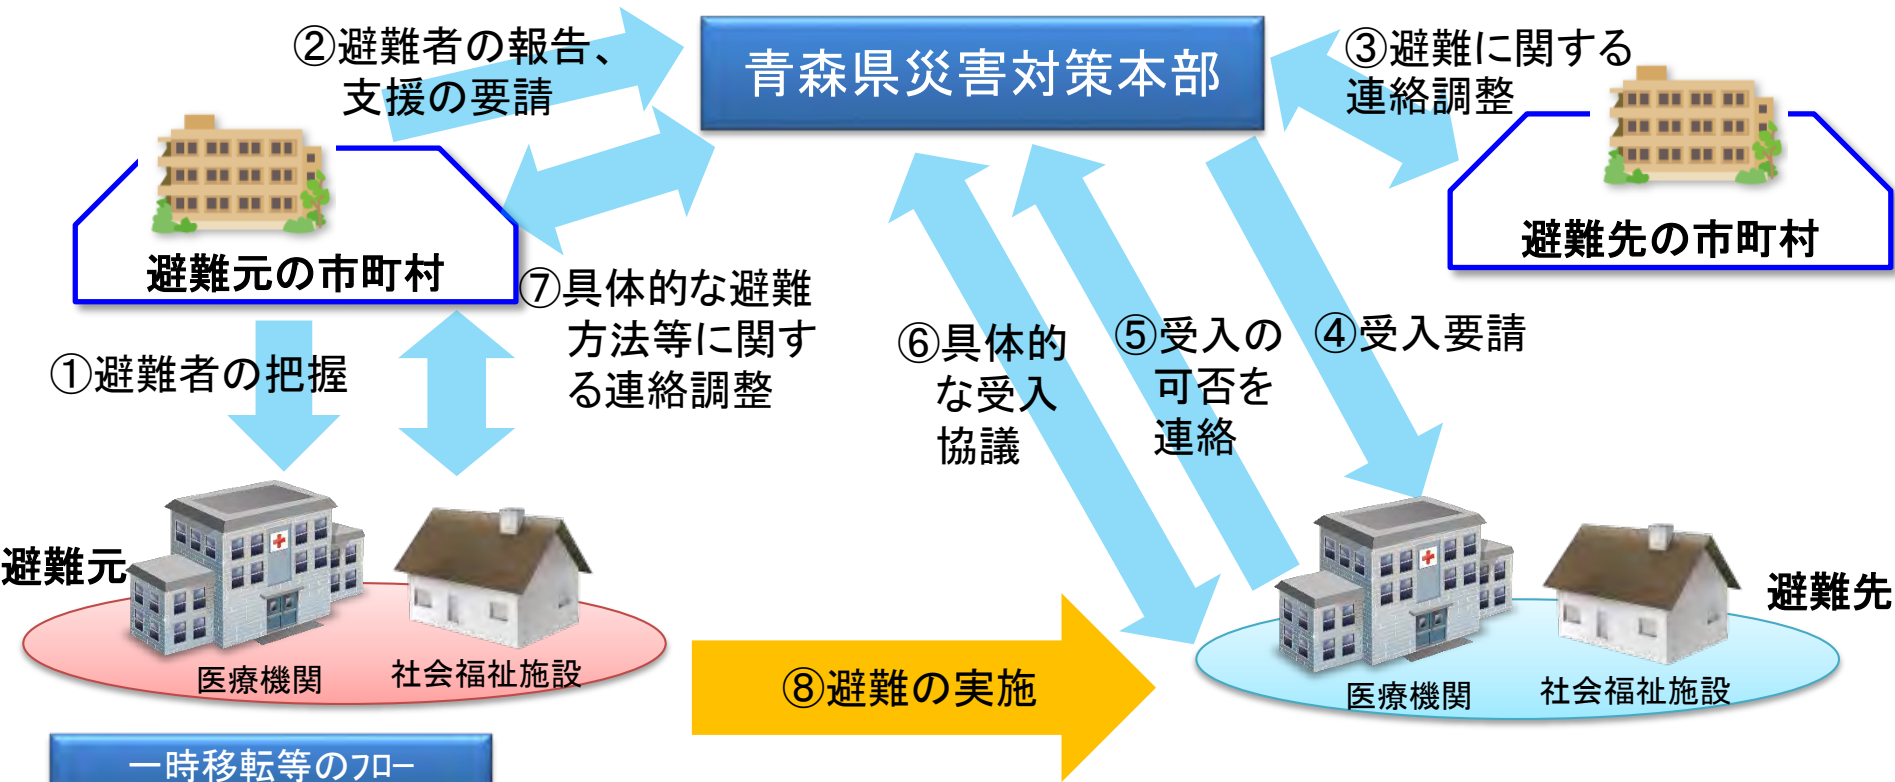 ②避難者の報告、
支援の要請
青森県災害対策本部
③避難に関する
連絡調整
避難元の市町村
避難先の市町村
①避難者の把握
⑦具体的な避難
方法等に関す
る連絡調整
⑥具体的
な受入
協議
⑤受入の
可否を
連絡
④受入要請
避難元
医療機関
社会福祉施設
⑧避難の実施
避難先
医療機関
社会福祉施設
一時移転等のフロー